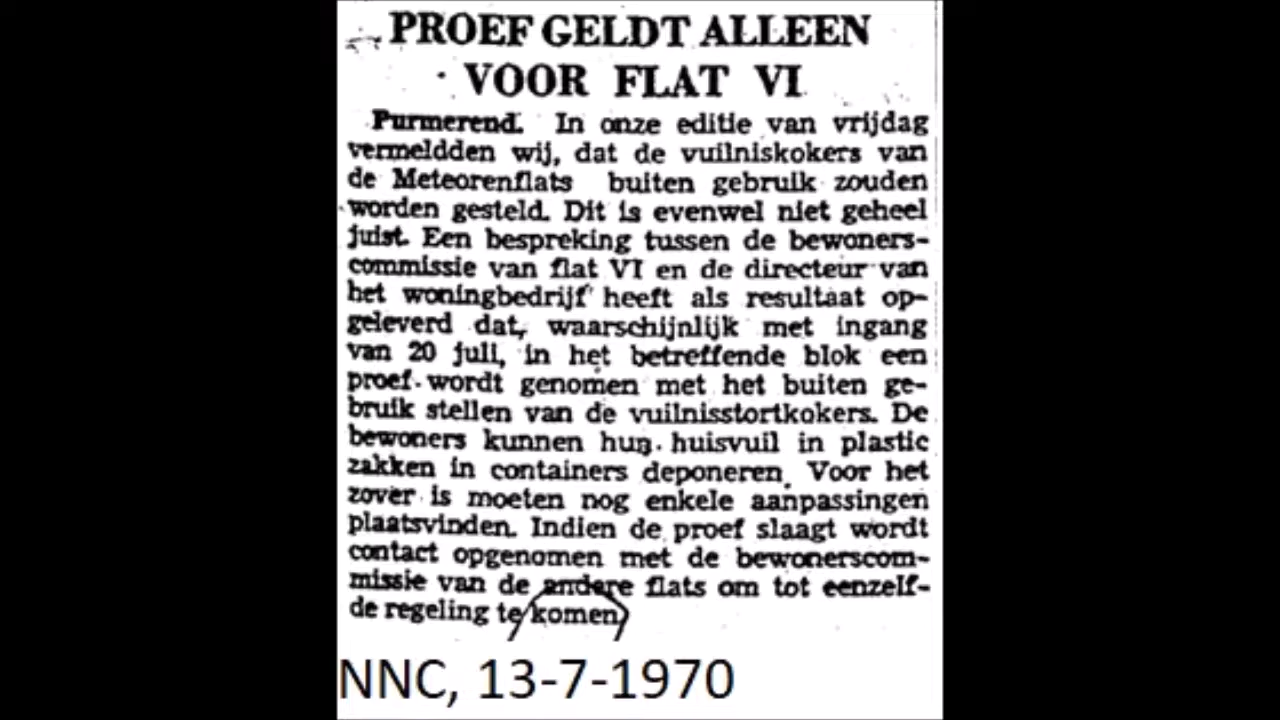 PROEF GELDT ALLEEN
VOOR FLAT VI
Purmerend. In onze editie van vrijdag
vermeldden wij, dat de vuilniskokers van
de Meteorenflats buiten gebruik zouden
worden gesteld. Dit is evenwel niet geheel
juist. Een bespreking tussen de bewoners-
commissie van flat VI en de directeur van
het woningbedrijf heeft als resultaat op-
geleverd dat, waarschijnlijk met ingang
van 20 juli, in het betreffende blok een
proef wordt genomen met het buiten ge-
bruik stellen van de vuilnisstortkokers. De
bewoners kunnen hun huisvuil in plastic
zakken in containers deponeren. Voor het
zover is moeten nog enkele aanpassingen
plaatsvinden. Indien de proef slaagt wordt
contact opgenomen met de bewonerscom-
missie van de andere flats om tot eenzelf-
de regeling te komen.
NNC, 13-7-1970